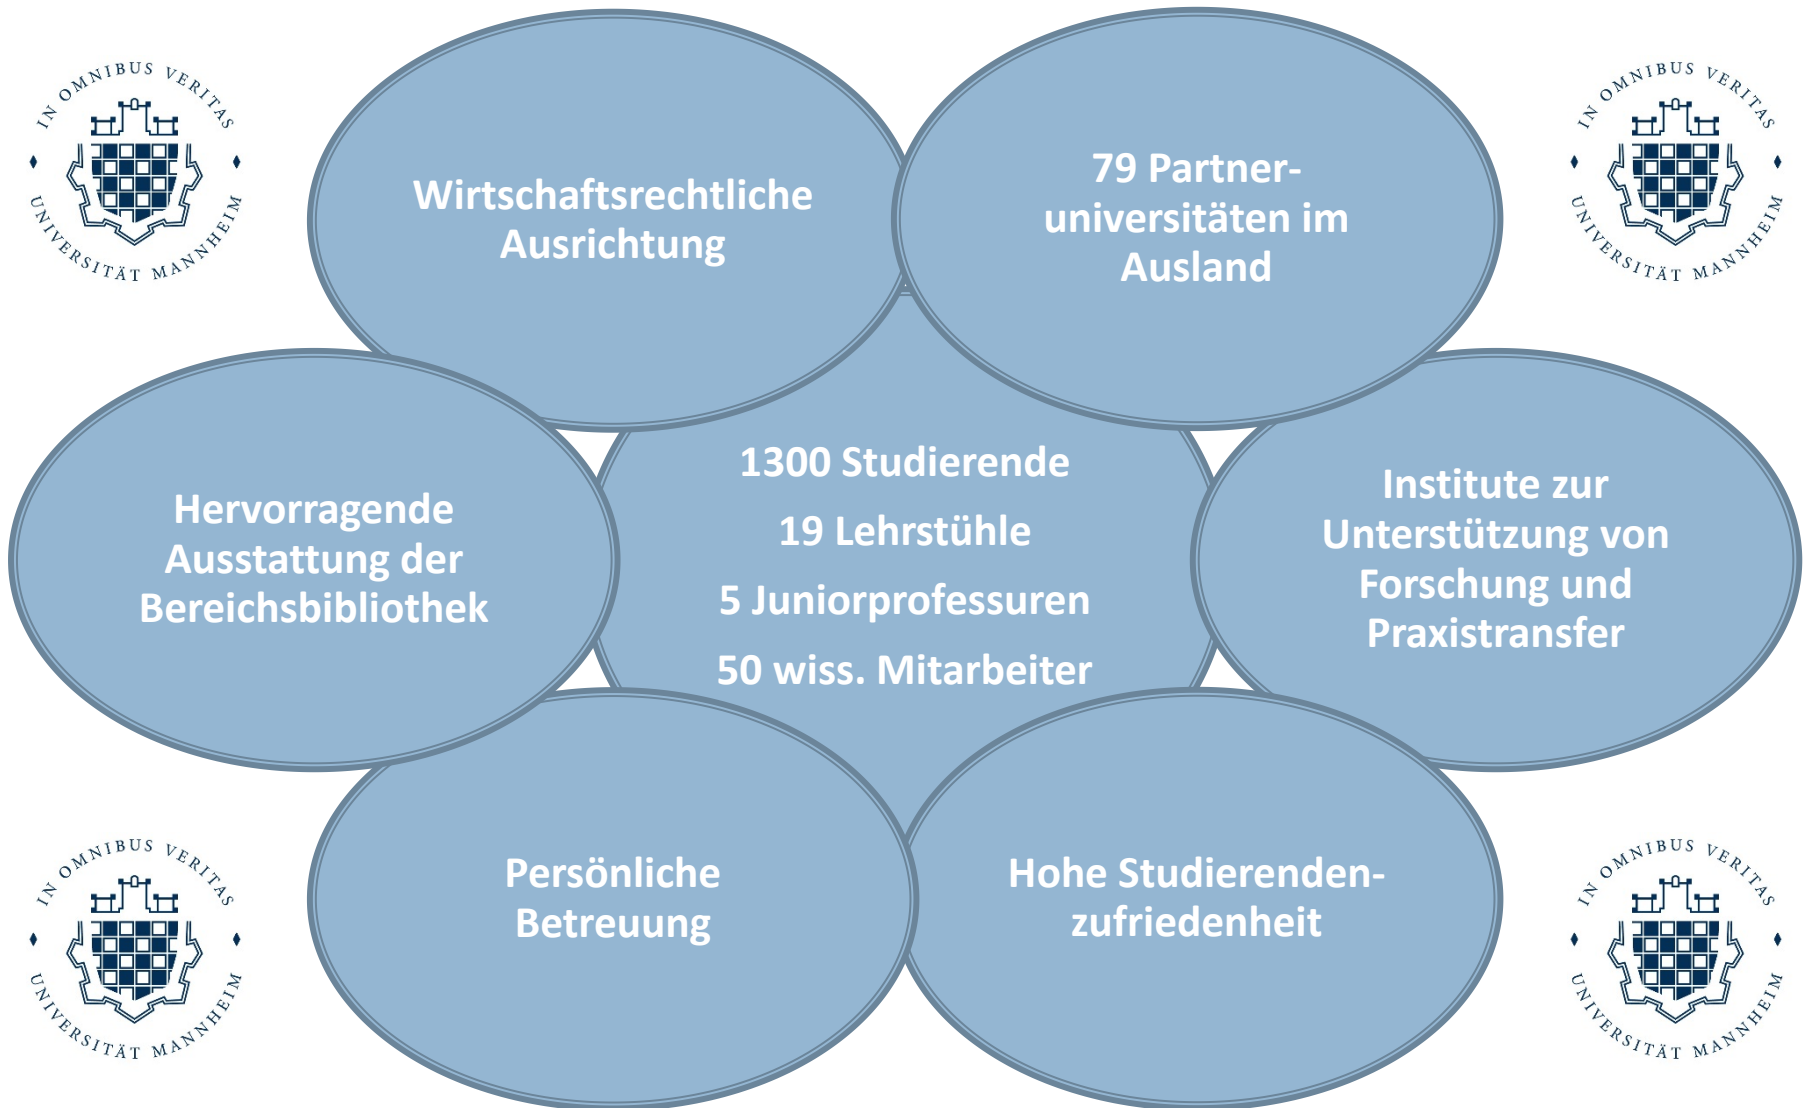 IN OMNIBUS VERITAS
UNIVERSITÄT MANNHEIM
IN OMNIBUS VERITAS
UNIVERSITÄT MANNHEIM
Wirtschaftsrechtliche
Ausrichtung
79 Partner-
universitäten im
Ausland
Hervorragende
Ausstattung der
Bereichsbibliothek
1300 Studierende
19 Lehrstühle
5 Juniorprofessuren
50 wiss. Mitarbeiter
Institute zur
Unterstützung von
Forschung und
Praxistransfer
Persönliche
Betreuung
Hohe Studierenden-
zufriedenheit
IN OMNIBUS VERITAS
UNIVERSITÄT MANNHEIM
IN OMNIBUS VERITAS
UNIVERSITÄT MANNHEIM